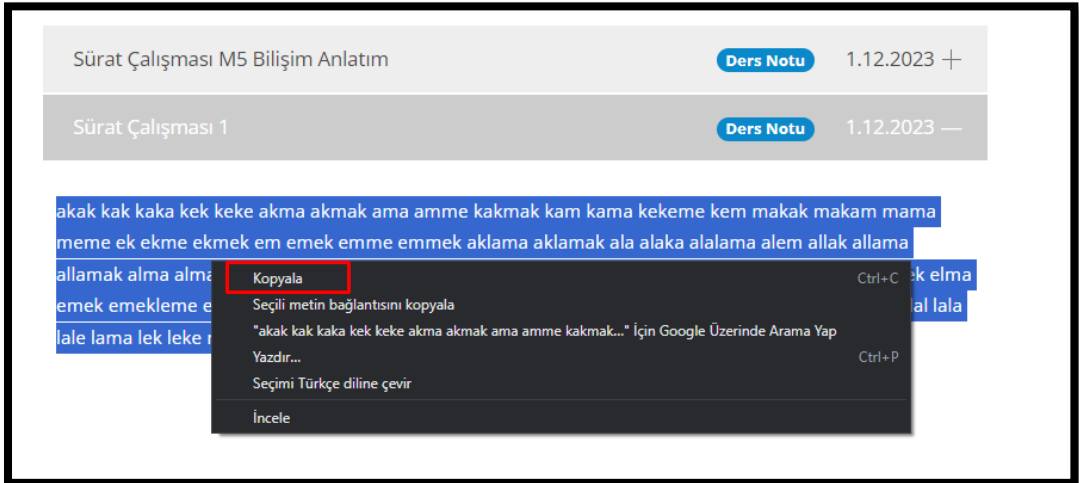 Sürat Çalışması M5 Bilişim Anlatım Ders Notu 1.12.2023
Sürat Çalışması 1 Ders Notu 1.12.2023
akak kak kaka kek keke akma akmak ama amme kakmak kam kama kekeme kem makak makam mama
meme ek ekme ekmek em emek emme emmek aklama aklamak ala alaka alalama alem allak allama
allamak alma elma
emek emekleme lala
lale lama lek leke
Kopyala Ctrl+C
Seçili metin bağlantısını kopyala
"akak kak kaka kek keke akma akmak ama amme kakmak..." İçin Google Üzerinde Arama Yap
Yazdır... Ctrl+P
Seçimi Türkçe diline çevir
İncele